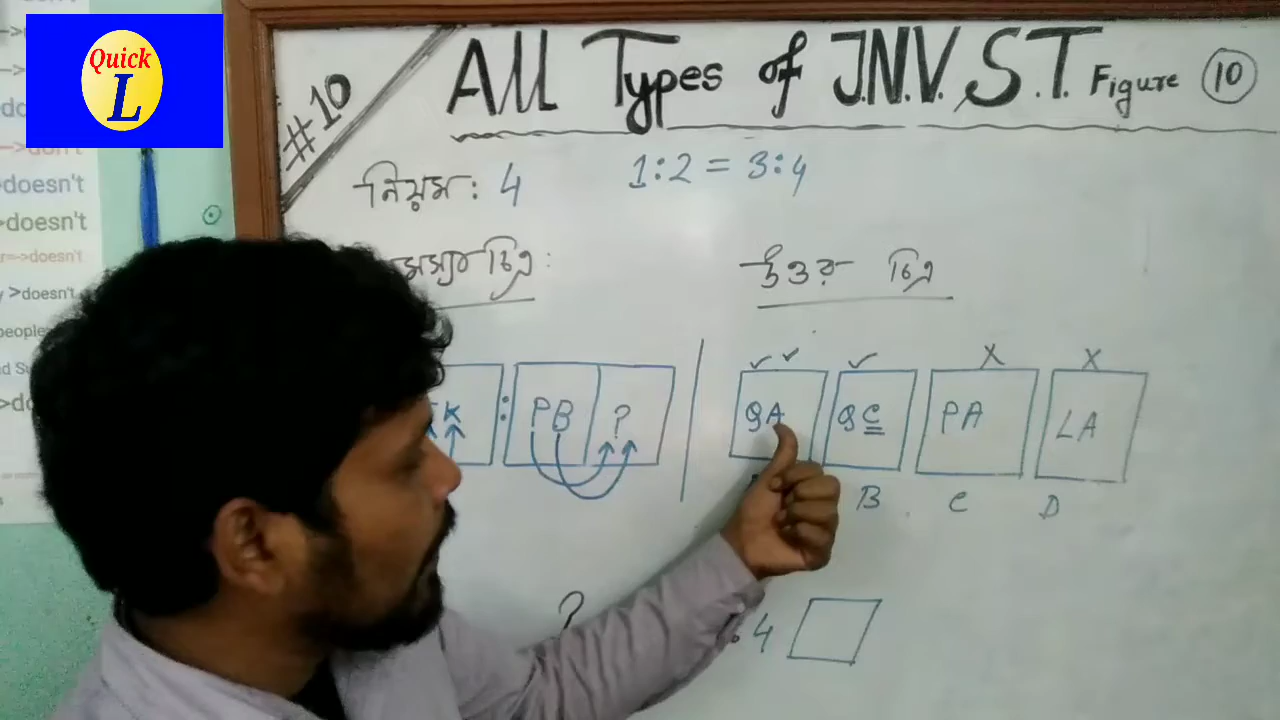 Quick
L
#10
All Types of J.N.V.S.T. Figure 10
নিয়ম: 4
1:2 = 3:4
চিত্র:
উত্তর চিত্র
K : PB ?
QA QC PA LA
B C D
?
4
doesn't
>doesn't
r=->doesn't
>doesn't
people